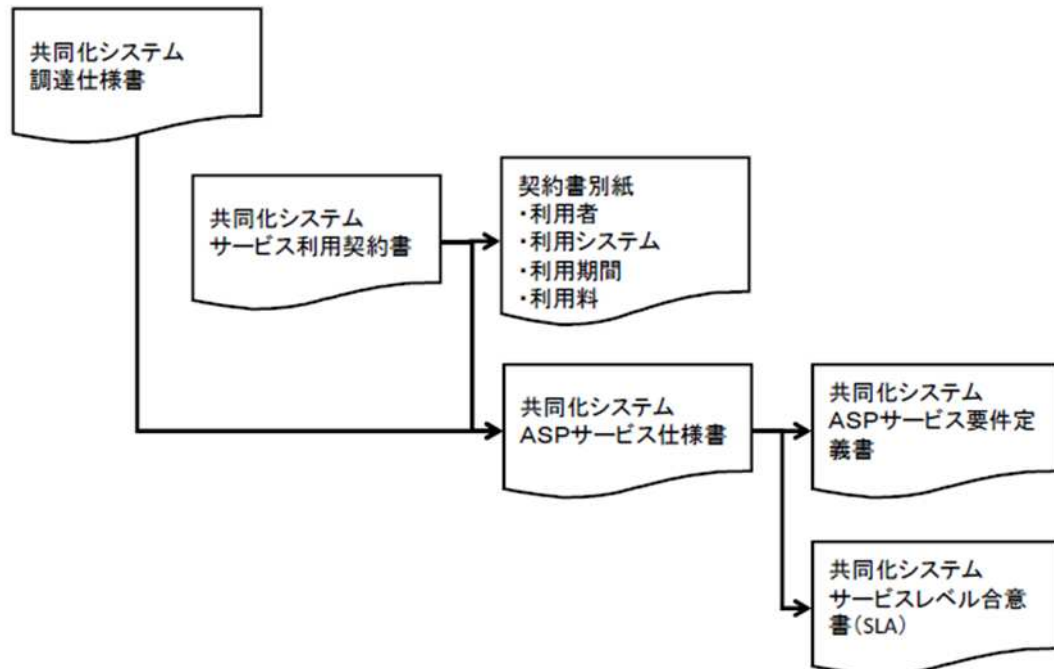 共同化システム
調達仕様書
共同化システム
サービス利用契約書
契約書別紙
・利用者
・利用システム
・利用期間
・利用料
共同化システム
ASPサービス仕様書
共同化システム
ASPサービス要件定
義書
共同化システム
サービスレベル合意
書(SLA)